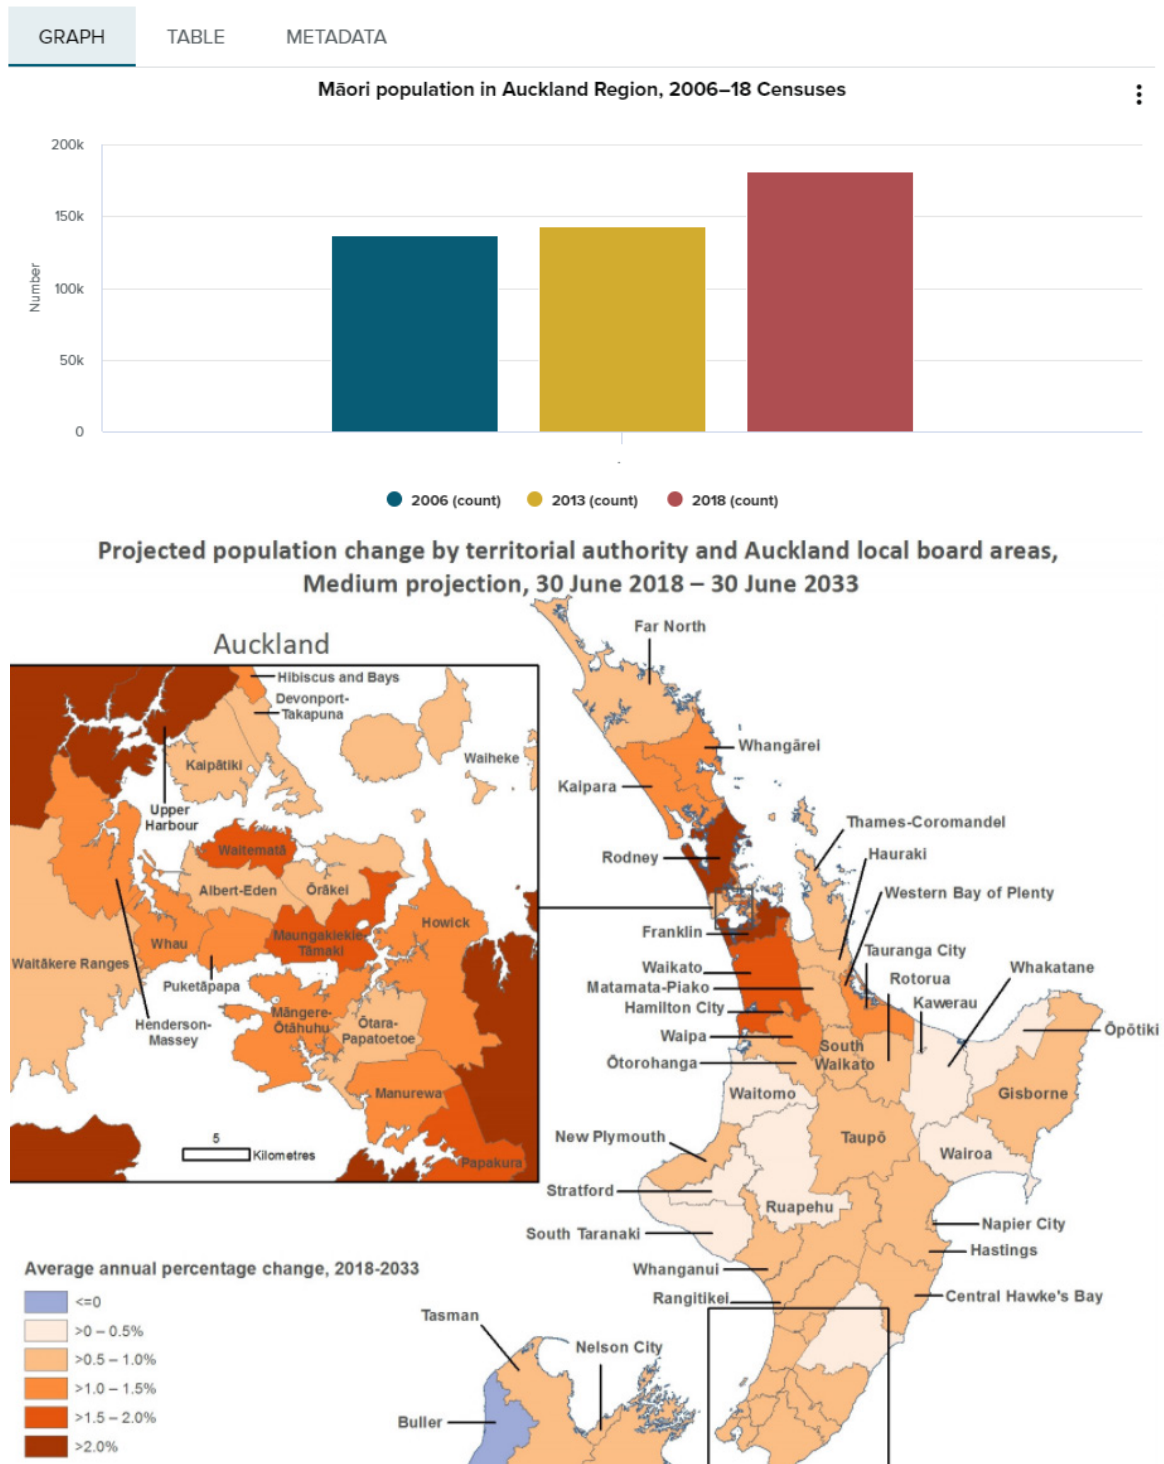 GRAPH TABLE METADATA
Māori population in Auckland Region, 2006–18 Censuses
200k
150k
100k
50k
0
Number
2006 (count) 2013 (count) 2018 (count)
Projected population change by territorial authority and Auckland local board areas,
Medium projection, 30 June 2018 – 30 June 2033
Auckland
Hibiscus and Bays
Devonport-
Takapuna
Kaipātiki
Waiheke
Upper
Harbour
Waitematā
Albert-Eden
Ōrākei
Howick
Whau
Maungakiekie-
Tāmaki
Waitākere Ranges
Puketāpapa
Henderson-
Massey
Māngere-
Ōtāhuhu
Ōtara-
Papatoetoe
Manurewa
Papakura
5
Kilometres
Far North
Whangārei
Kaipara
Thames-Coromandel
Rodney
Hauraki
Western Bay of Plenty
Franklin
Tauranga City
Waikato
Rotorua
Whakatane
Matamata-Piako
Hamilton City
Kawerau
Ōpōtiki
Waipa
South
Waikato
Ōtorohanga
Waitomo
Gisborne
New Plymouth
Taupō
Wairoa
Stratford
Ruapehu
South Taranaki
Napier City
Hastings
Whanganui
Rangitikei
Central Hawke's Bay
Average annual percentage change, 2018-2033
<=0
>0 – 0.5%
>0.5 – 1.0%
>1.0 – 1.5%
>1.5 – 2.0%
>2.0%
Tasman
Nelson City
Buller